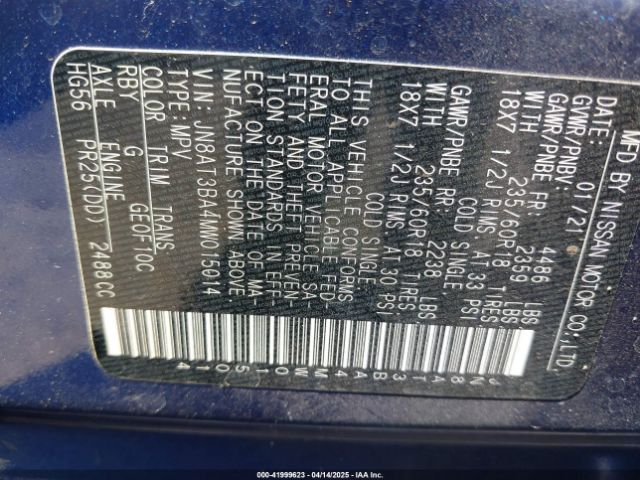 MFD BY NISSAN MOTOR CO.,LTD.
DATE: 01/21
GVWR/PNBV: 4486 LBS.
GAWR/PNBE FR: 2359 LBS.
WITH 235/60R18 TIRES
18X7 1/2J RIMS AT 33 PSI
COLD SINGLE
GAWR/PNBE RR: 2238 LBS.
WITH 235/60R18 TIRES
18X7 1/2J RIMS AT 30 PSI
COLD SINGLE
THIS VEHICLE CONFORMS
TO ALL APPLICABLE FED-
ERAL MOTOR VEHICLE SA-
FETY AND THEFT PREVEN-
TION STANDARDS IN EFF-
ECT ON THE DATE OF MA-
NUFACTURE SHOWN ABOVE.
VIN: JN8AT3BA4MW015014
TYPE: MPV
COLOR TRIM TRANS
RBY G GE0F10C
AXLE ENGINE
HG56 PR25(DD) 2488CC
JN8AT3BA4MW015014
000-41999623 - 04/14/2025 - IAAI.com